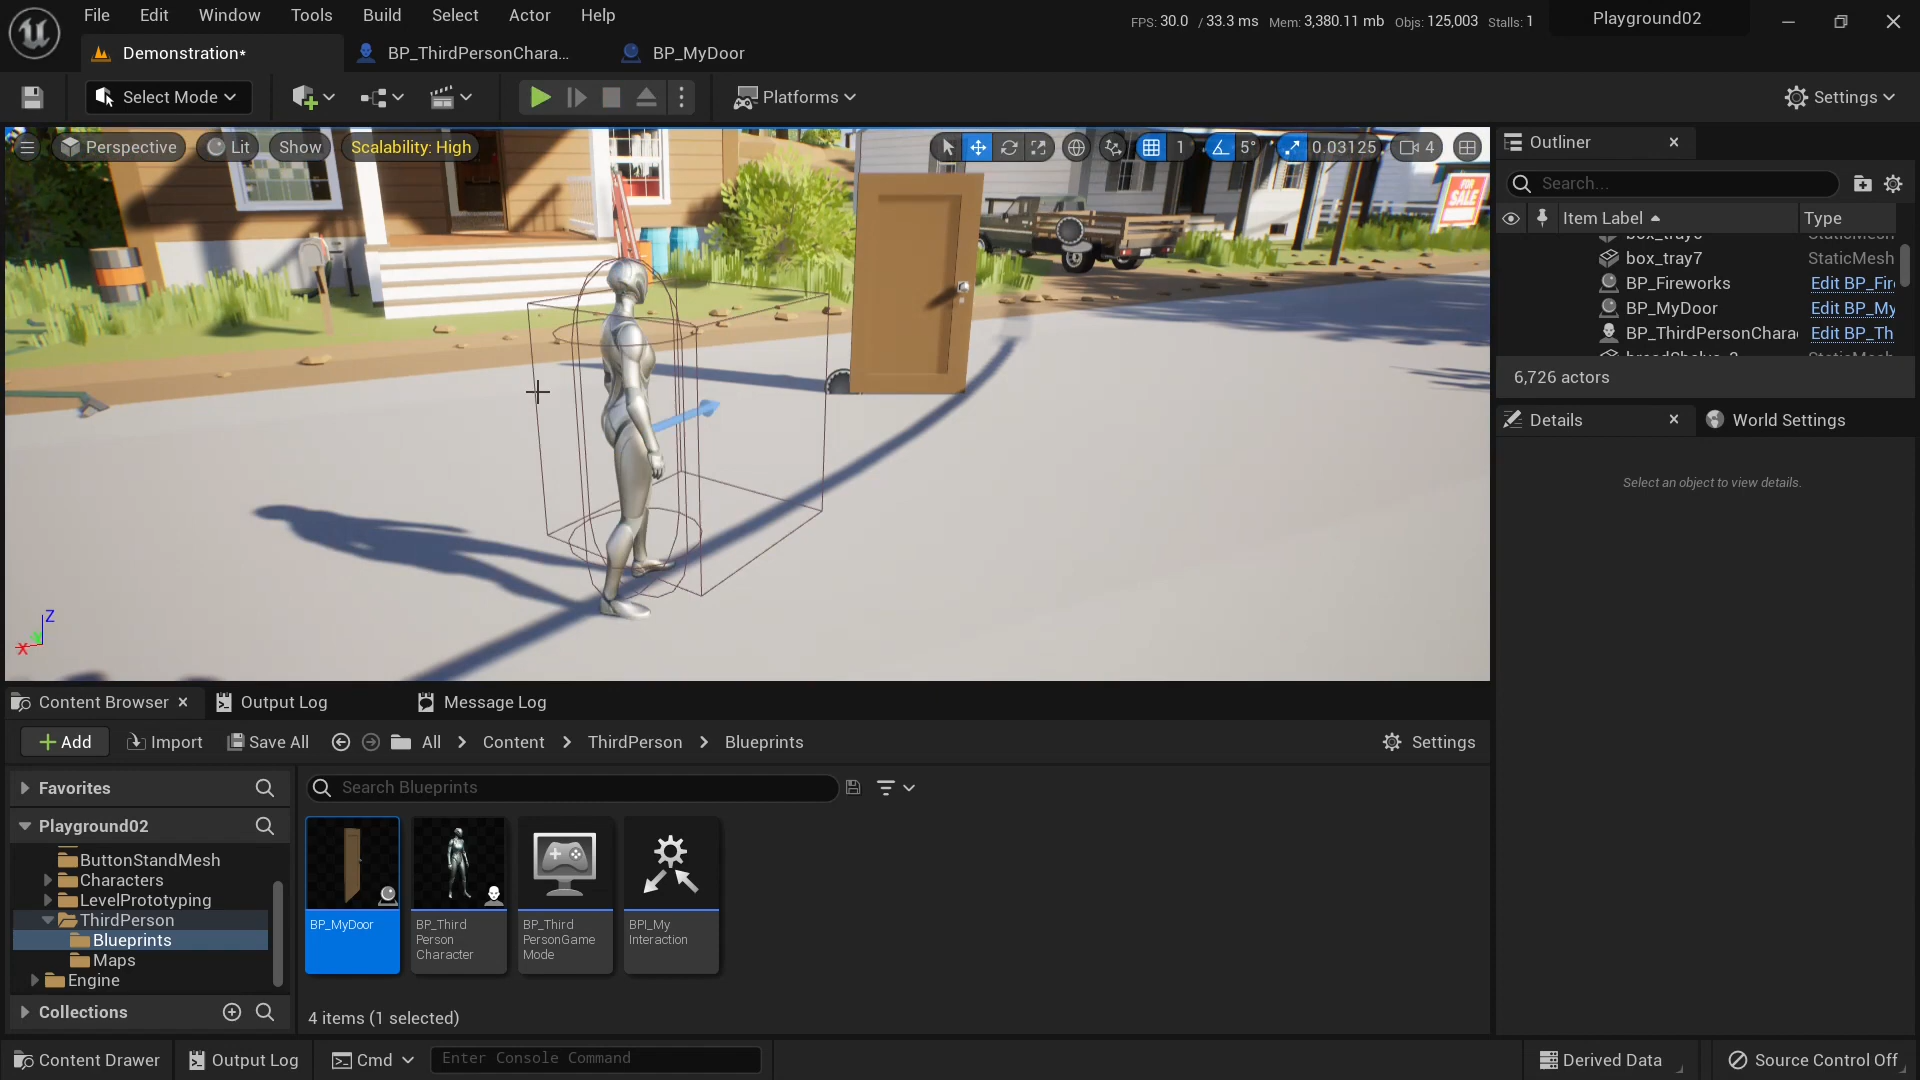 File Edit Window Tools Build Select Actor Help
FPS: 30.0 / 33.3 ms Mem: 3,380.11 mb Objs: 125,003 Stalls: 1
Playground02
Demonstration*
BP_ThirdPersonChara...
BP_MyDoor
Select Mode
Platforms
Settings
Perspective
Lit
Show
Scalability: High
1
5°
0.03125
4
FOR
SALE
Z
X
Outliner
Search...
Item Label
Type
box_tray7
StaticMesh
BP_Fireworks
Edit BP_Fir
BP_MyDoor
Edit BP_My
BP_ThirdPersonChara
Edit BP_Th
6,726 actors
Details
World Settings
Select an object to view details.
Content Browser
Output Log
Message Log
Add
Import
Save All
All
Content
ThirdPerson
Blueprints
Settings
Favorites
Playground02
ButtonStandMesh
Characters
LevelPrototyping
ThirdPerson
Blueprints
Maps
Engine
Collections
Search Blueprints
BP_MyDoor
BP_Third
Person
Character
BP_Third
PersonGame
Mode
BPI_My
Interaction
4 items (1 selected)
Content Drawer
Output Log
Cmd
Enter Console Command
Derived Data
Source Control Off